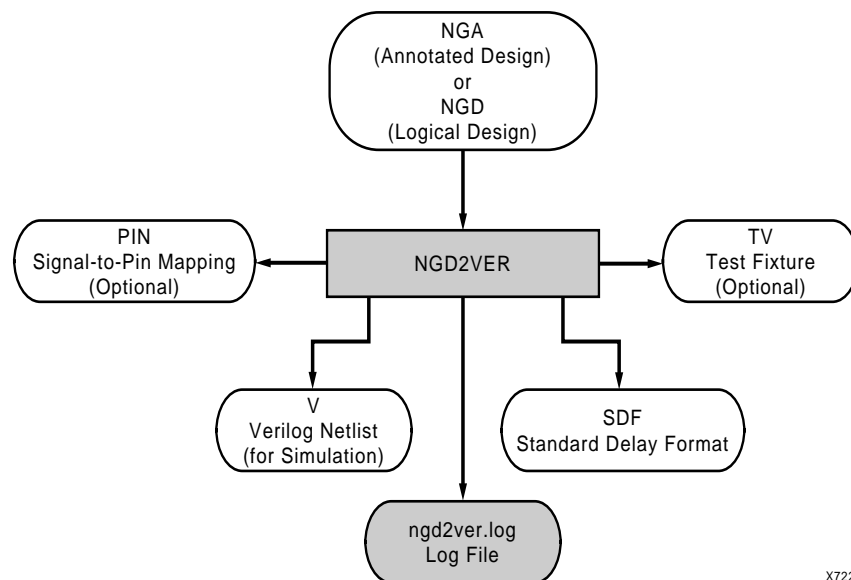 NGA
(Annotated Design)
or
NGD
(Logical Design)
PIN
Signal-to-Pin Mapping
(Optional)
NGD2VER
TV
Test Fixture
(Optional)
V
Verilog Netlist
(for Simulation)
SDF
Standard Delay Format
ngd2ver.log
Log File